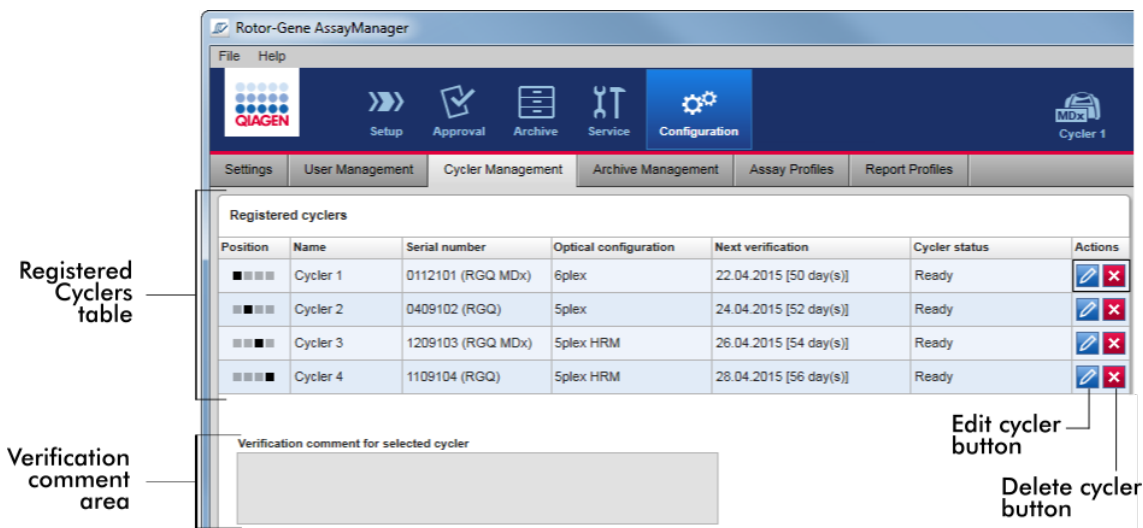 Rotor-Gene AssayManager
File Help
QIAGEN
Setup Approval Archive Service Configuration
MDx
Cycler 1
Settings User Management Cycler Management Archive Management Assay Profiles Report Profiles
Registered cyclers
Position Name Serial number Optical configuration Next verification Cycler status Actions
Cycler 1 0112101 (RGQ MDx) 6plex 22.04.2015 [50 day(s)] Ready
Cycler 2 0409102 (RGQ) 5plex 24.04.2015 [52 day(s)] Ready
Cycler 3 1209103 (RGQ MDx) 5plex HRM 26.04.2015 [54 day(s)] Ready
Cycler 4 1109104 (RGQ) 5plex HRM 28.04.2015 [56 day(s)] Ready
Registered
Cyclers
table
Edit cycler
button
Delete cycler
button
Verification comment for selected cycler
Verification
comment
area